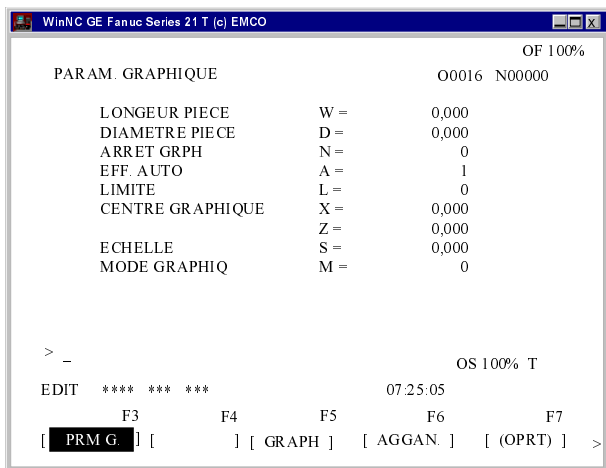 WinNC GE Fanuc Series 21 T (c) EMCO
OF 100%
PARAM. GRAPHIQUE O0016 N00000
LONGEUR PIECE W = 0,000
DIAMETRE PIECE D = 0,000
ARRET GRPH N = 0
EFF. AUTO A = 1
LIMITE L = 0
CENTRE GRAPHIQUE X = 0,000
Z = 0,000
ECHELLE S = 0,000
MODE GRAPHIQ M = 0
> _
OS 100% T
EDIT **** *** *** 07:25:05
F3 F4 F5 F6 F7
[ PRM G. ] [ ] [ GRAPH ] [ AGGAN. ] [ (OPRT) ] >